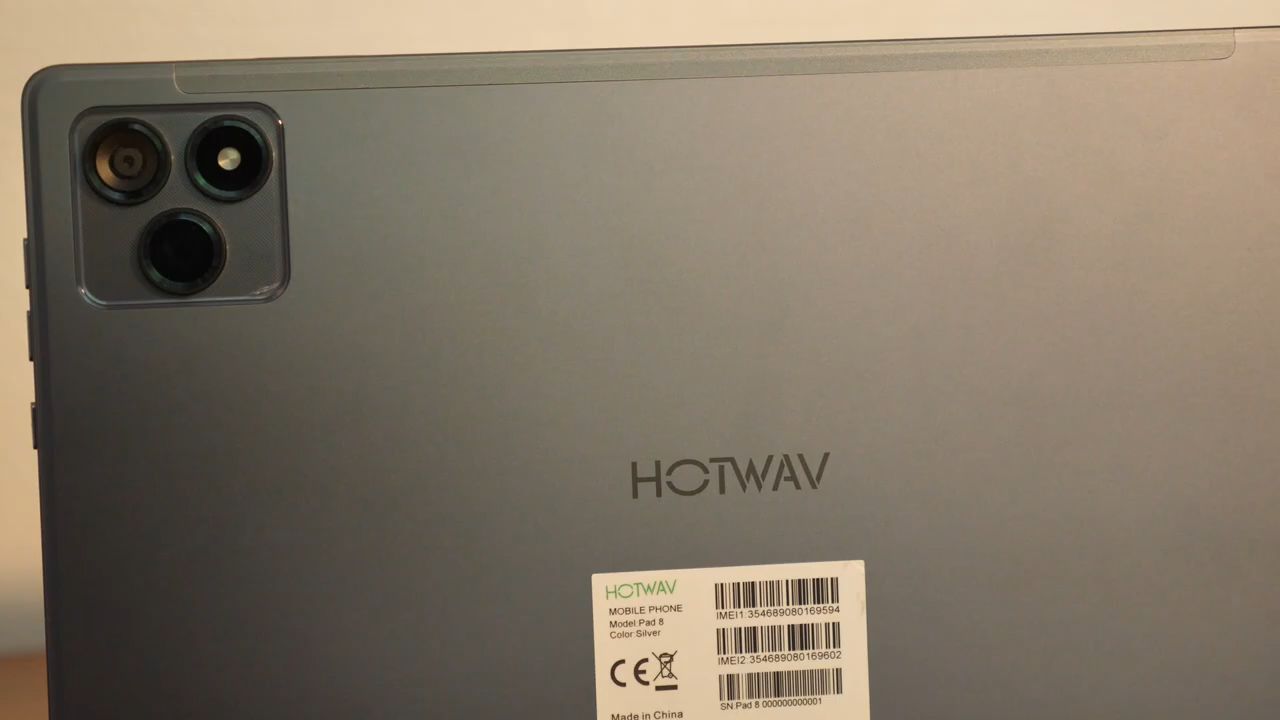 HOTWAV
HOTWAV
MOBILE PHONE
Model:Pad 8
Color:Silver
Made in China
IMEI1:354689080169594
IMEI2:354689080169602
SN:Pad 8 000000000001